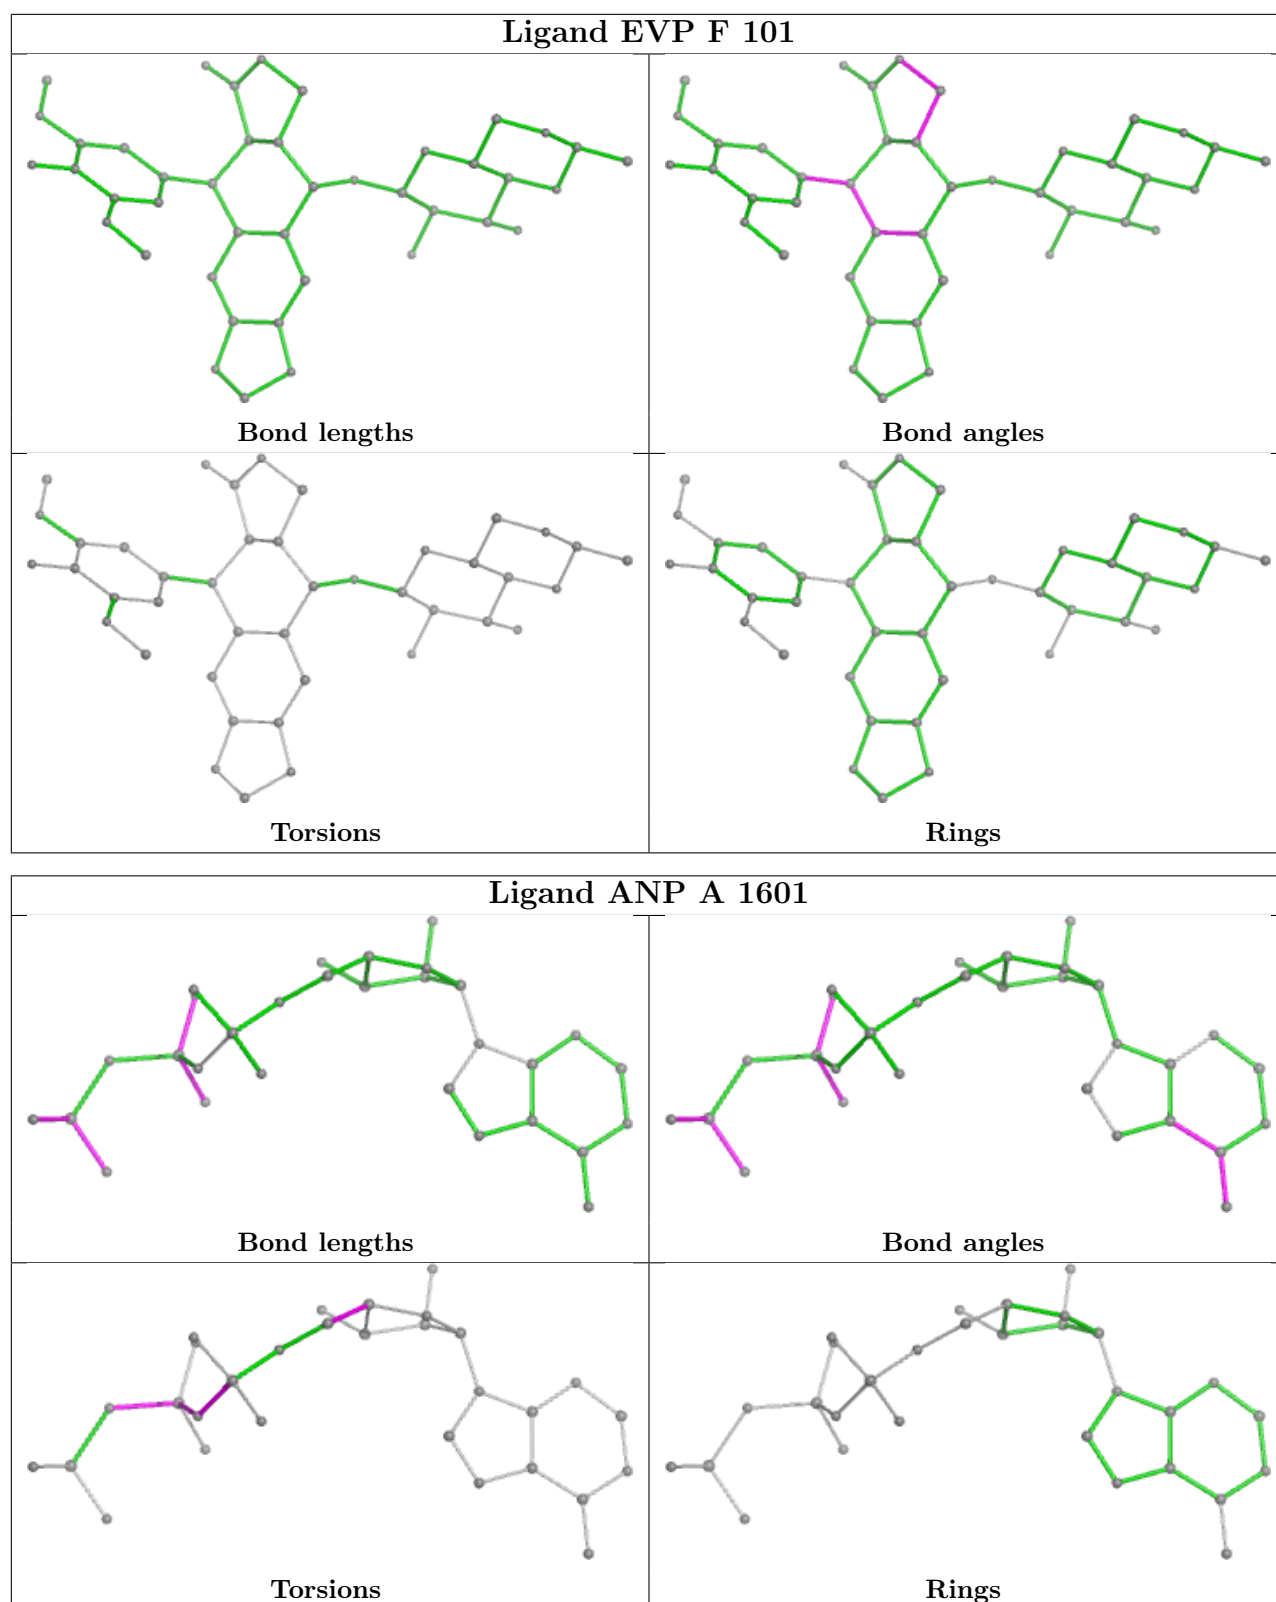 Ligand EVP F 101
Bond lengths
Bond angles
Torsions
Rings
Ligand ANP A 1601
Bond lengths
Bond angles
Torsions
Rings